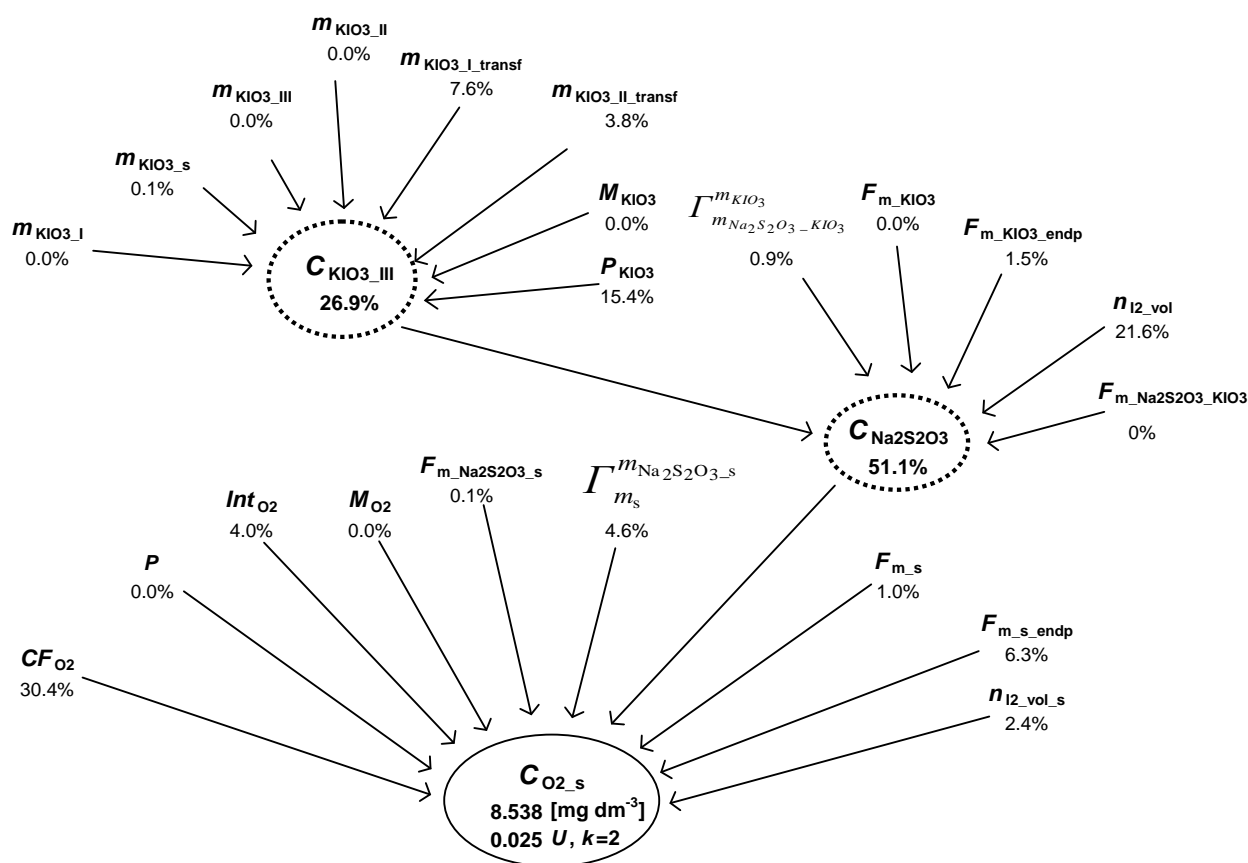 m KIO3_II
0.0%
m KIO3_I_transf
7.6%
m KIO3_III
0.0%
m KIO3_II_transf
3.8%
m KIO3_s
0.1%
m KIO3_I
0.0%
M KIO3
0.0%
P KIO3
15.4%
C KIO3_III
26.9%
Γ m KIO3 m Na2S2O3_KIO3
0.9%
F m_KIO3
0.0%
F m_KIO3_endp
1.5%
n I2_vol
21.6%
F m_Na2S2O3_KIO3
0%
C Na2S2O3
51.1%
F m_Na2S2O3_s
0.1%
Γ m Na2S2O3_s m s
4.6%
Int O2
4.0%
M O2
0.0%
P
0.0%
CF O2
30.4%
F m_s
1.0%
F m_s_endp
6.3%
n I2_vol_s
2.4%
C O2_s
8.538 [mg dm-3]
0.025 U, k=2